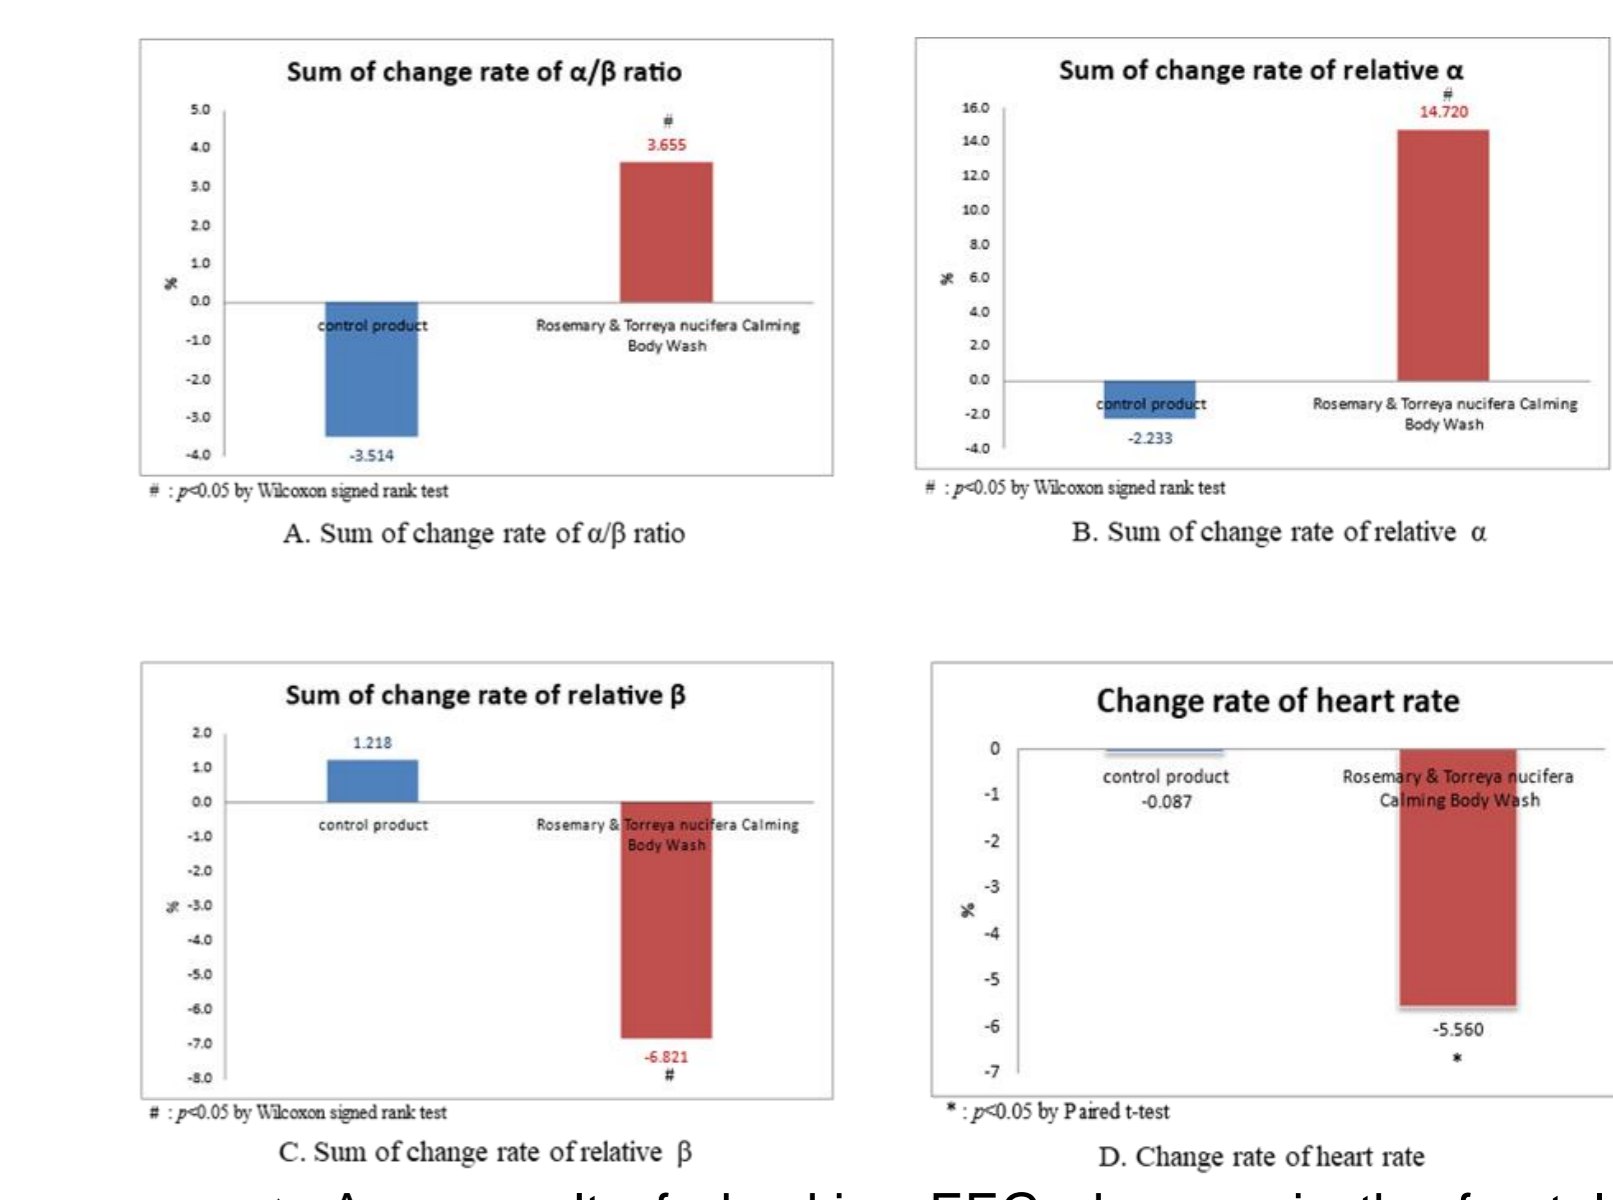 Sum of change rate of α/β ratio
5.0
4.0
3.0
2.0
1.0
0.0
-1.0
-2.0
-3.0
-4.0
%
#
3.655
control product
Rosemary & Torreya nucifera Calming
Body Wash
-3.514
# : p<0.05 by Wilcoxon signed rank test
A. Sum of change rate of α/β ratio
Sum of change rate of relative α
16.0
14.0
12.0
10.0
8.0
6.0
4.0
2.0
0.0
-2.0
-4.0
%
#
14.720
control product
Rosemary & Torreya nucifera Calming
Body Wash
-2.233
# : p<0.05 by Wilcoxon signed rank test
B. Sum of change rate of relative α
Sum of change rate of relative β
2.0
1.0
0.0
-1.0
-2.0
-3.0
-4.0
-5.0
-6.0
-7.0
-8.0
%
1.218
control product
Rosemary & Torreya nucifera Calming
Body Wash
-6.821
#
# : p<0.05 by Wilcoxon signed rank test
C. Sum of change rate of relative β
Change rate of heart rate
0
-1
-2
-3
-4
-5
-6
-7
%
control product
-0.087
Rosemary & Torreya nucifera
Calming Body Wash
-5.560
*
* : p<0.05 by Paired t-test
D. Change rate of heart rate